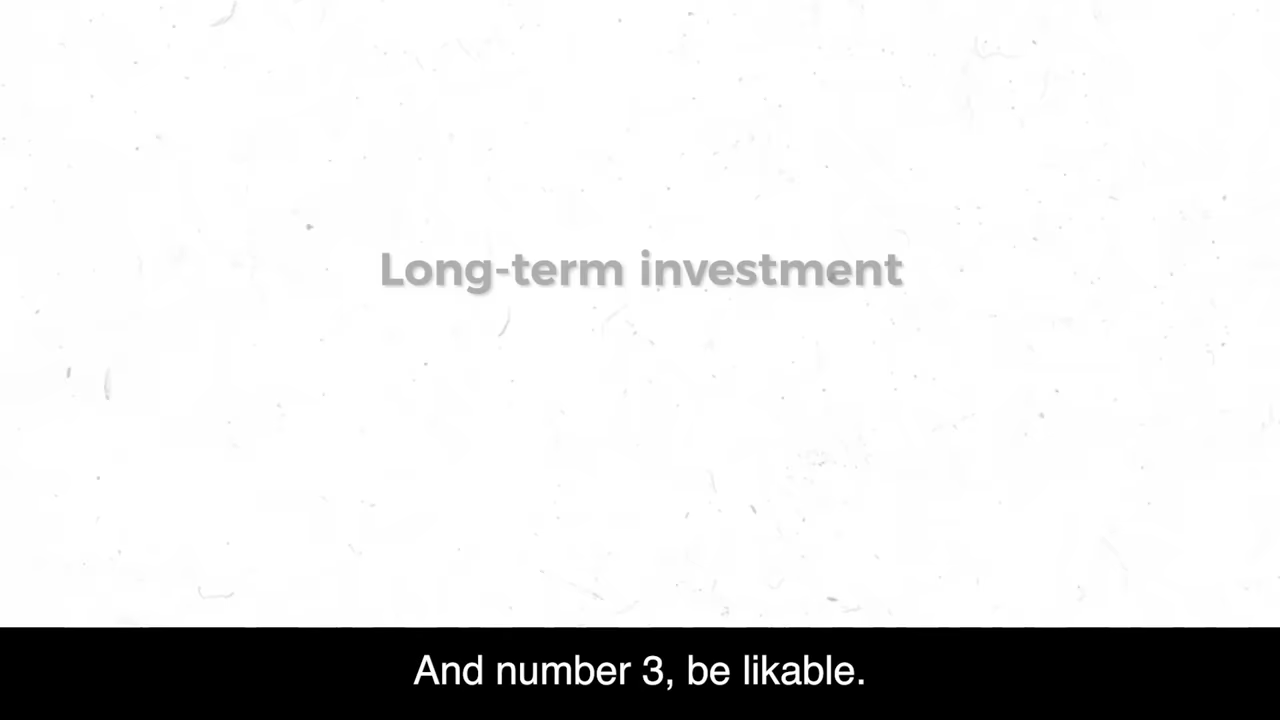 Long-term investment
And number 3, be likable.